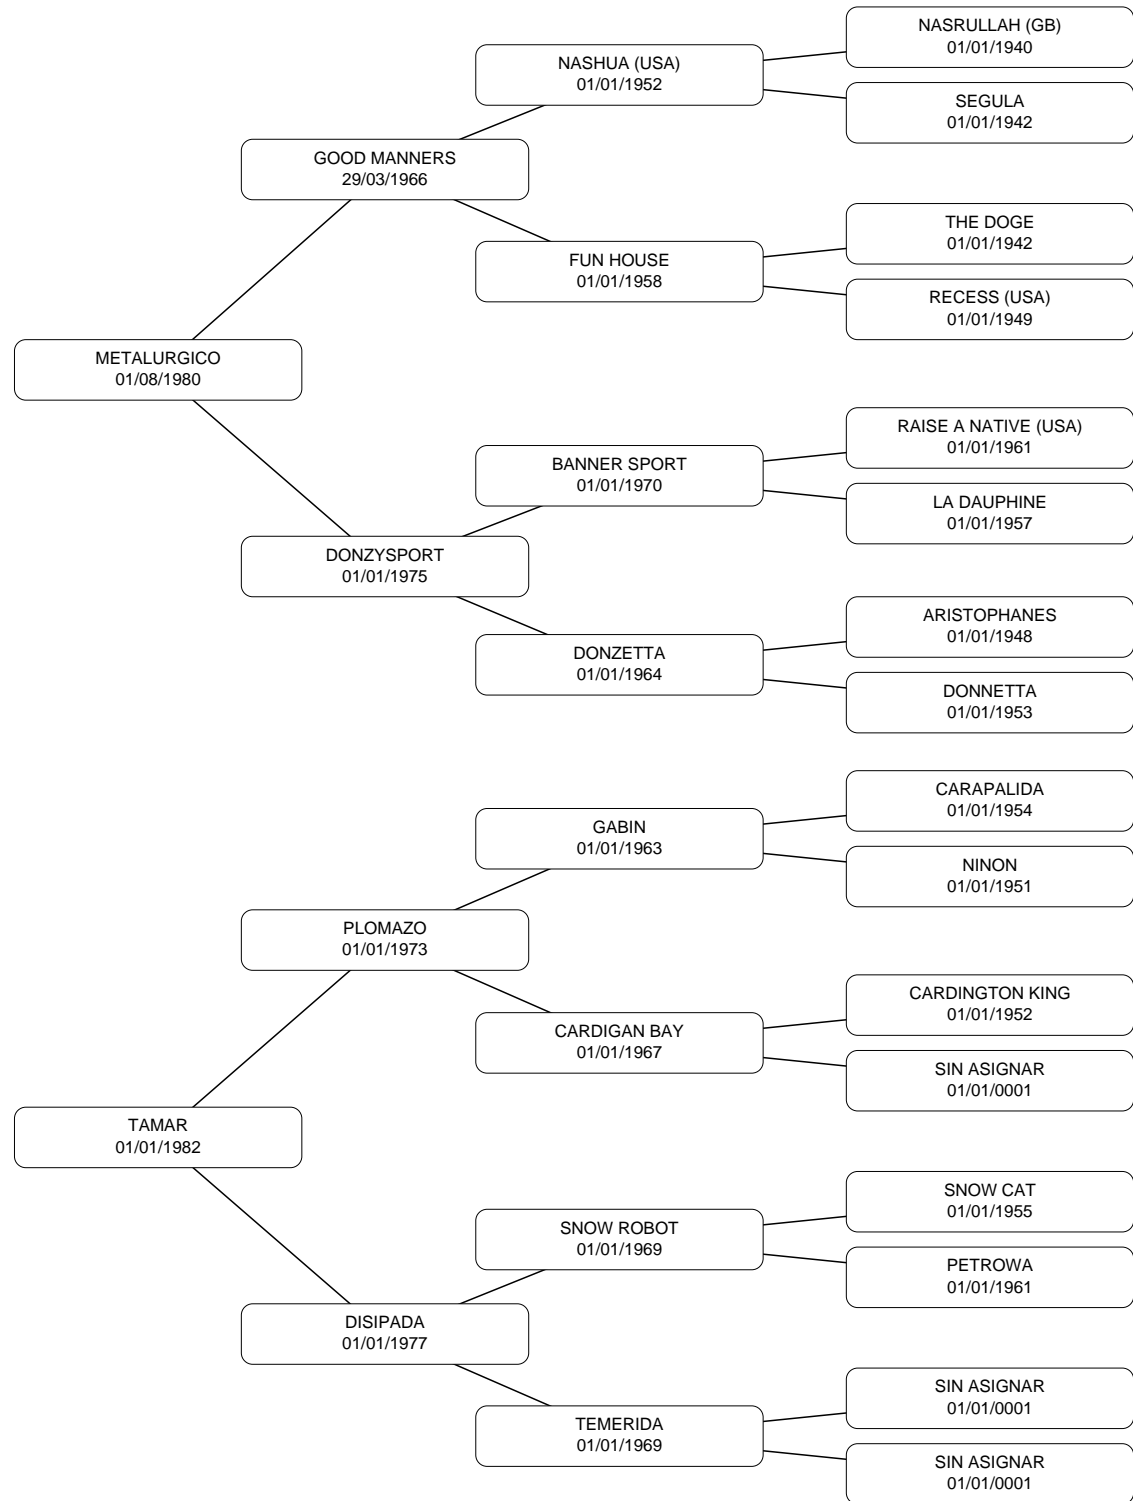 NASRULLAH (GB)
01/01/1940
NASHUA (USA)
01/01/1952
SEGULA
01/01/1942
GOOD MANNERS
29/03/1966
THE DOGE
01/01/1942
FUN HOUSE
01/01/1958
RECESS (USA)
01/01/1949
METALURGICO
01/08/1980
RAISE A NATIVE (USA)
01/01/1961
BANNER SPORT
01/01/1970
LA DAUPHINE
01/01/1957
DONZYSPORT
01/01/1975
ARISTOPHANES
01/01/1948
DONZETTA
01/01/1964
DONNETTA
01/01/1953
CARAPALIDA
01/01/1954
GABIN
01/01/1963
NINON
01/01/1951
PLOMAZO
01/01/1973
CARDINGTON KING
01/01/1952
CARDIGAN BAY
01/01/1967
SIN ASIGNAR
01/01/0001
TAMAR
01/01/1982
SNOW CAT
01/01/1955
SNOW ROBOT
01/01/1969
PETROWA
01/01/1961
DISIPADA
01/01/1977
SIN ASIGNAR
01/01/0001
TEMERIDA
01/01/1969
SIN ASIGNAR
01/01/0001